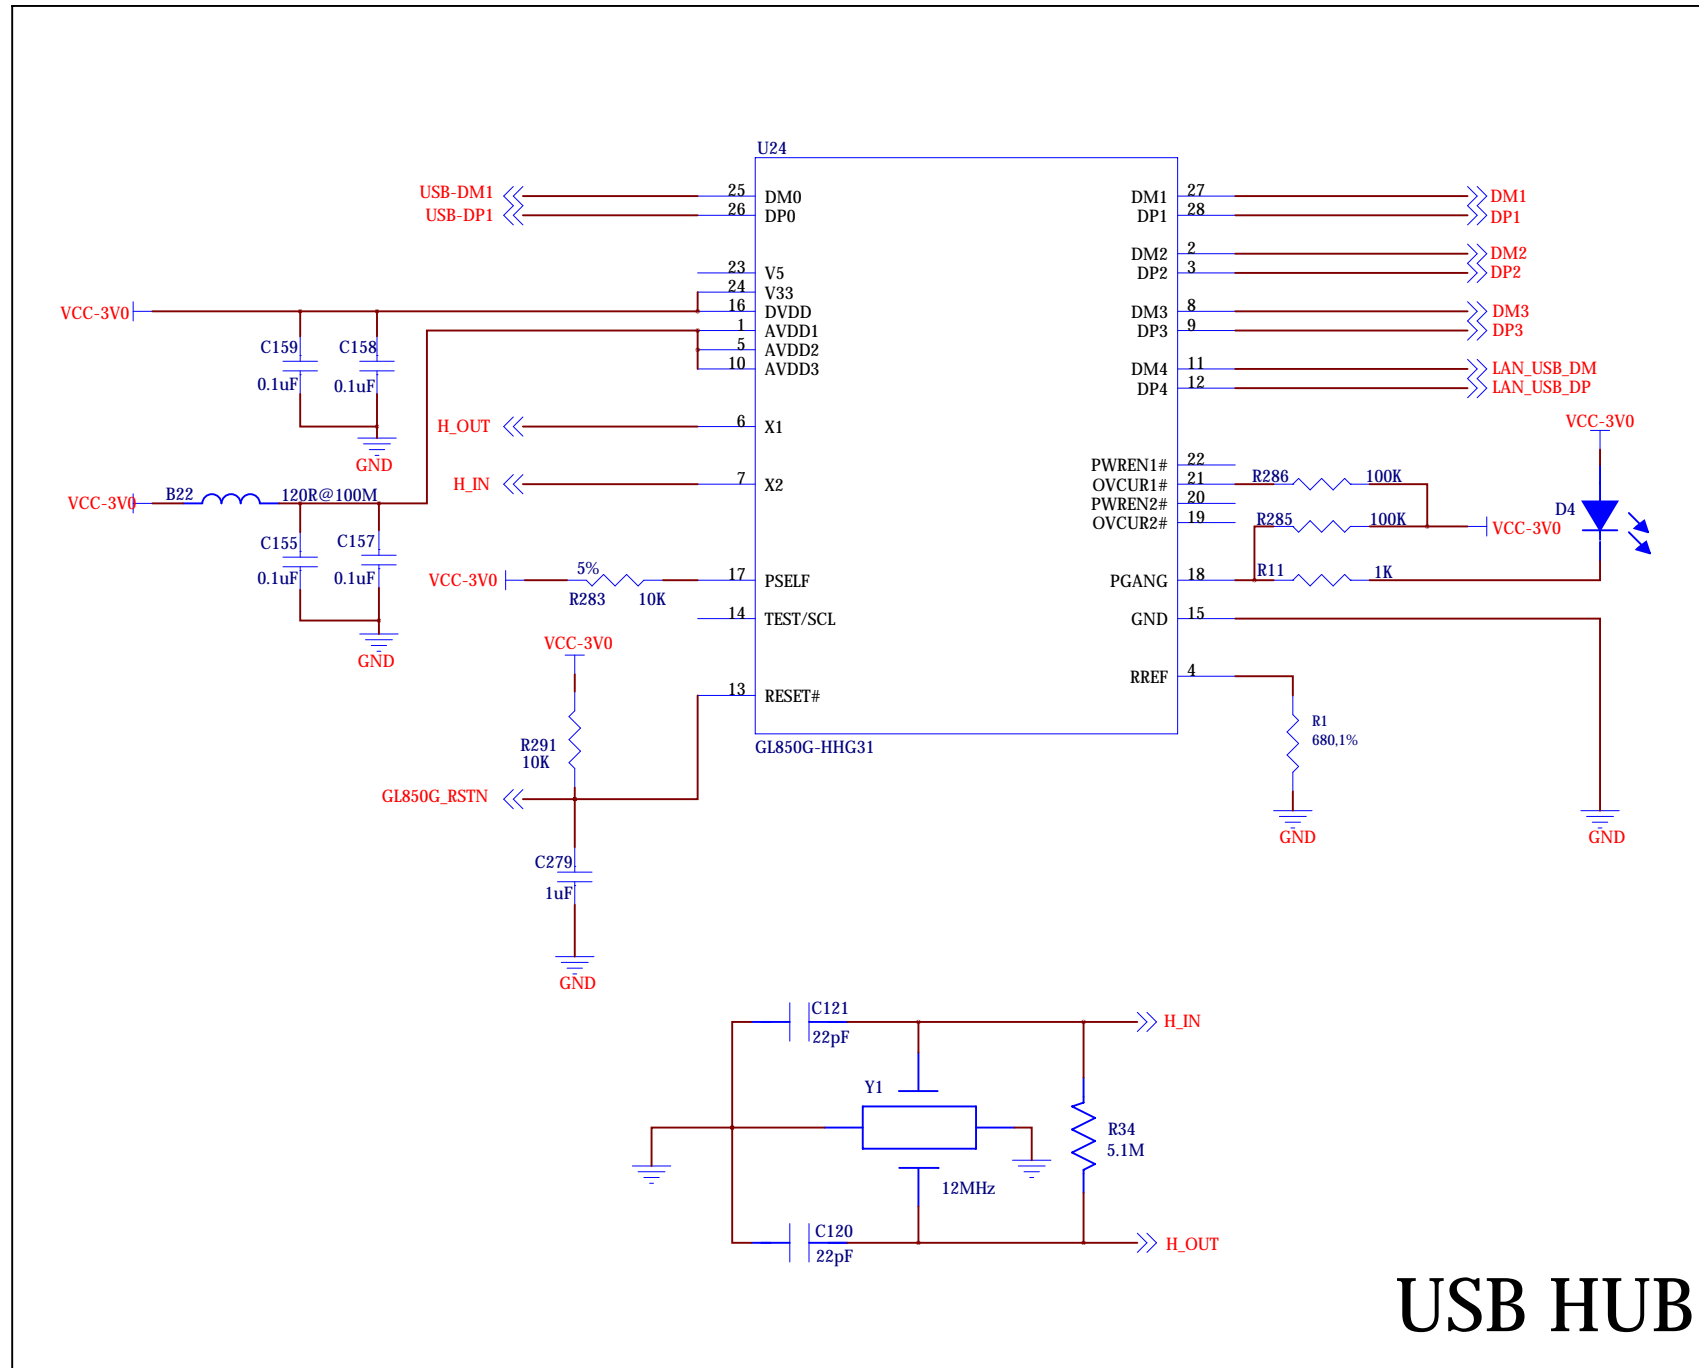 U24
USB-DM1
25
DM0
DM1
27
DM1
USB-DP1
26
DP0
DP1
28
DP1
DM2
2
DM2
23
V5
DP2
3
DP2
24
V33
VCC-3V0
16
DVDD
DM3
8
DM3
1
AVDD1
DP3
9
DP3
C159
C158
5
AVDD2
10
AVDD3
DM4
11
LAN_USB_DM
0.1uF
0.1uF
DP4
12
LAN_USB_DP
VCC-3V0
H_OUT
6
X1
GND
PWREN1#
22
H_IN
7
X2
OVCUR1#
21
R286
100K
VCC-3V0
B22
120R@100M
PWREN2#
20
OVCUR2#
19
R285
100K
VCC-3V0
D4
C155
C157
0.1uF
0.1uF
VCC-3V0
5%
R283
10K
17
PSELF
PGANG
18
R11
1K
14
TEST/SCL
GND
15
VCC-3V0
GND
RREF
4
13
RESET#
R1
680,1%
R291
10K
GL850G-HHG31
GL850G_RSTN
GND
GND
C279
1uF
GND
C121
22pF
H_IN
Y1
R34
5.1M
12MHz
C120
22pF
H_OUT
USB HUB